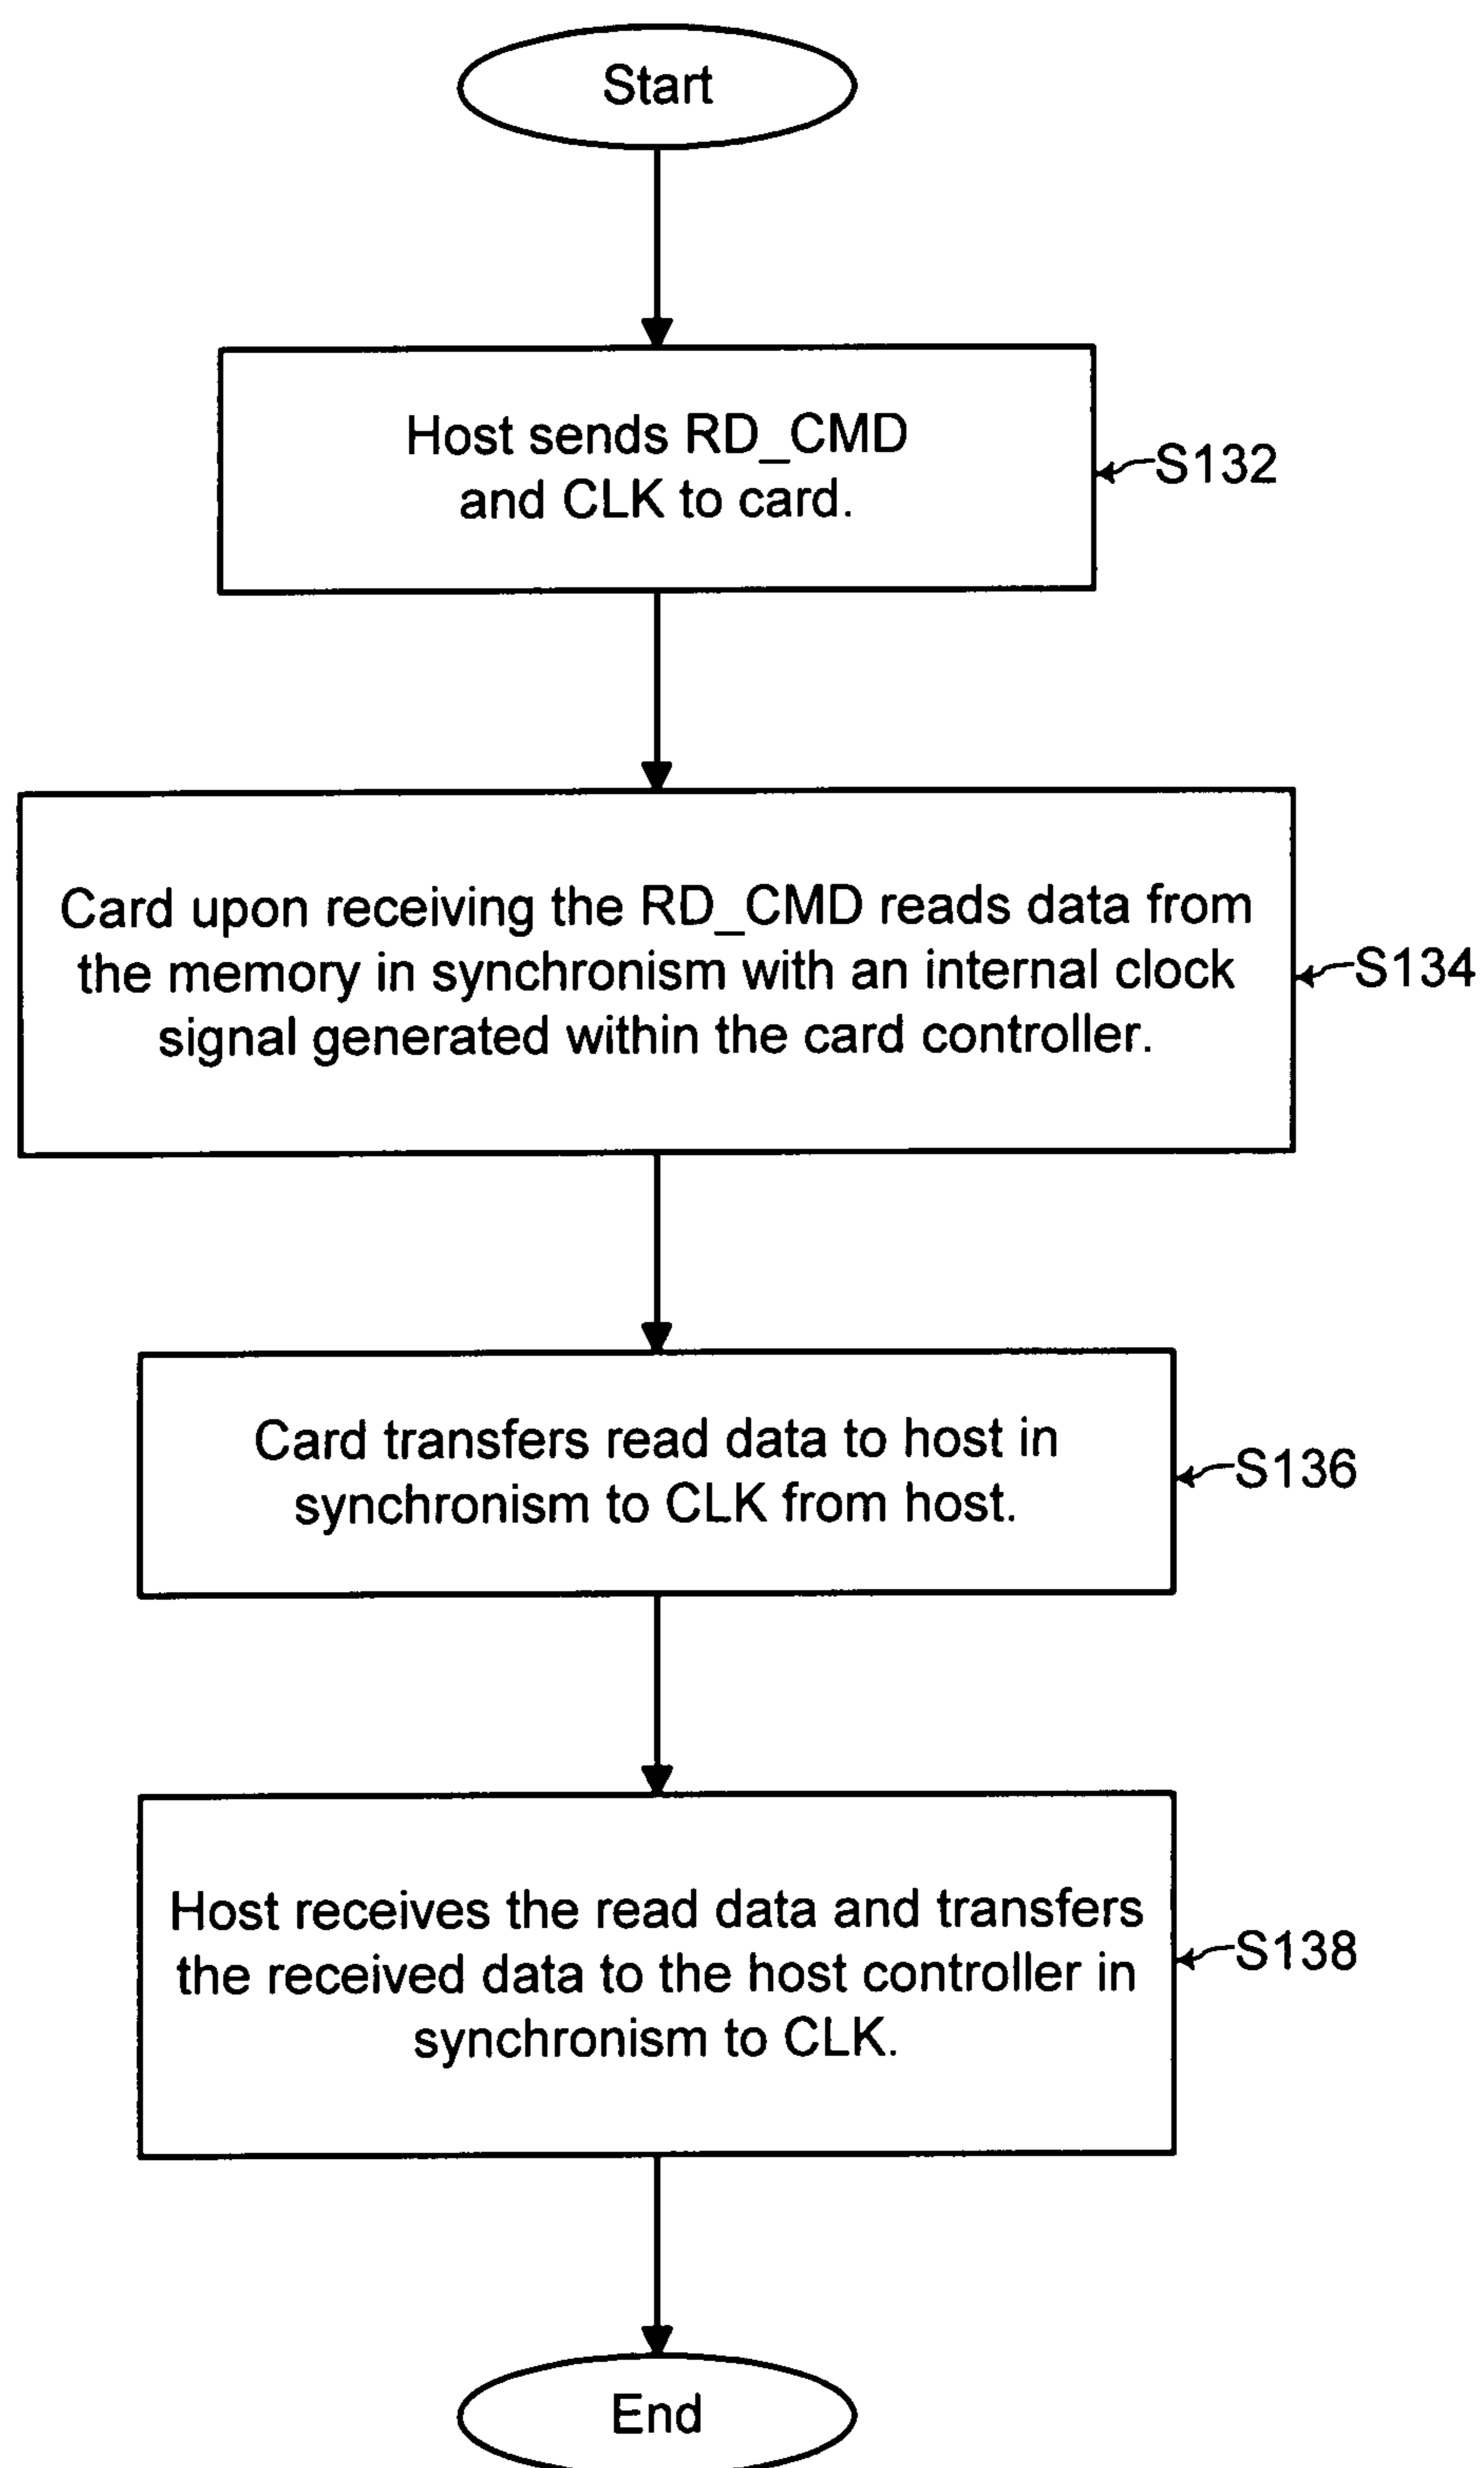 Start
Host sends RD_CMD
and CLK to card.
S132
Card upon receiving the RD_CMD reads data from
the memory in synchronism with an internal clock
signal generated within the card controller.
S134
Card transfers read data to host in
synchronism to CLK from host.
S136
Host receives the read data and transfers
the received data to the host controller in
synchronism to CLK.
S138
End